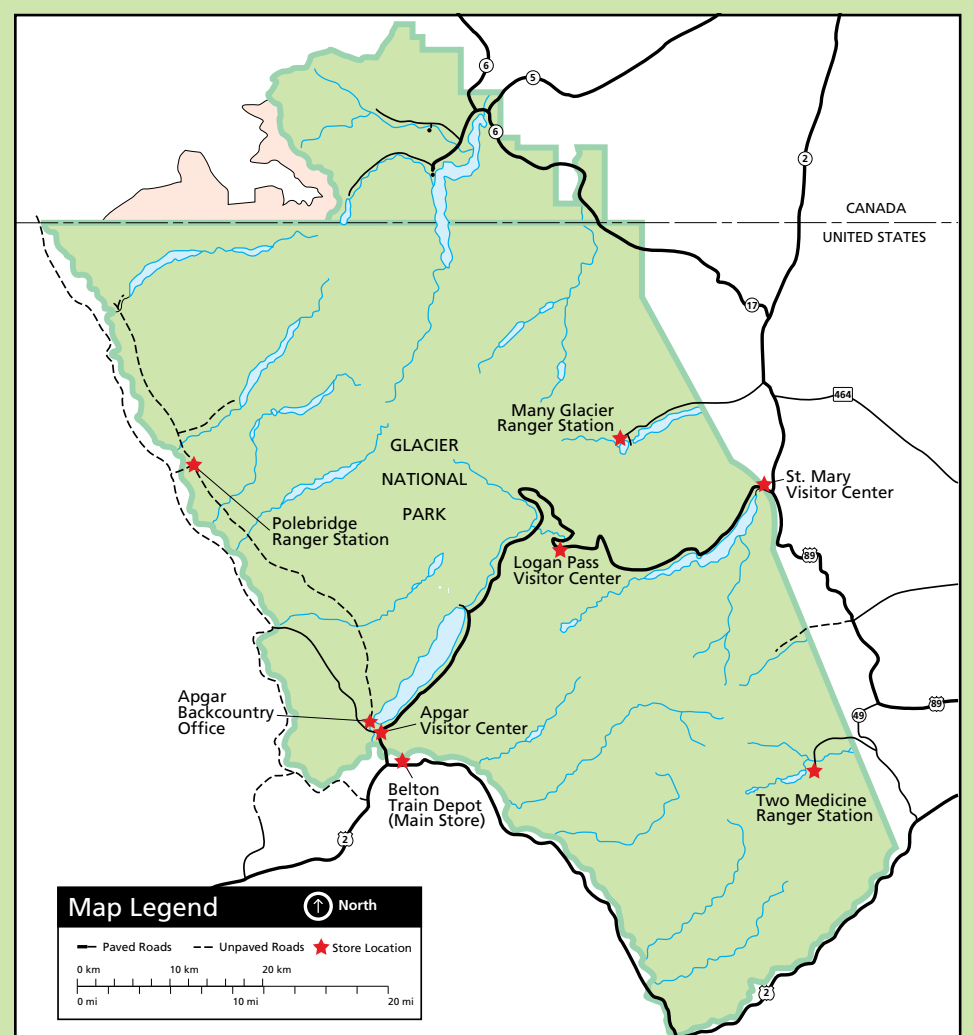 6
5
6
2
CANADA
UNITED STATES
17
464
Many Glacier
Ranger Station
GLACIER
NATIONAL
PARK
St. Mary
Visitor Center
Polebridge
Ranger Station
Logan Pass
Visitor Center
89
Apgar
Backcountry
Office
Apgar
Visitor Center
89
49
Belton
Train Depot
(Main Store)
Two Medicine
Ranger Station
2
Map Legend
↑ North
Paved Roads
Unpaved Roads
Store Location
0 km 10 km 20 km
0 mi 10 mi 20 mi
2